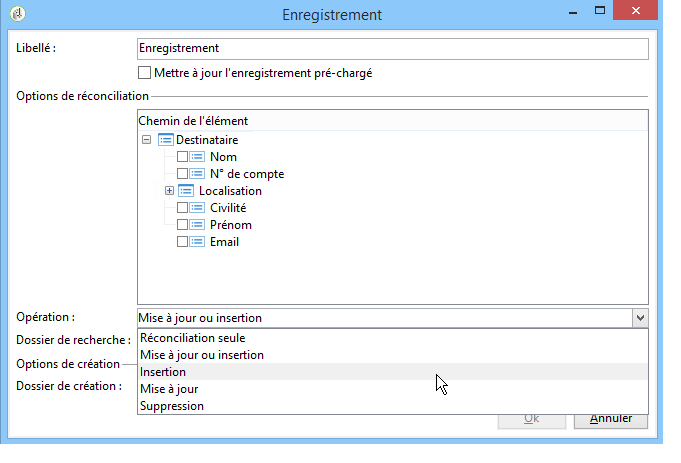 Enregistrement
Libellé : Enregistrement
Mettre à jour l'enregistrement pré-chargé
Options de réconciliation
Chemin de l'élément
Destinataire
Nom
N° de compte
Localisation
Civilité
Prénom
Email
Opération : Mise à jour ou insertion
Dossier de recherche :
Réconciliation seule
Mise à jour ou insertion
Options de création
Insertion
Dossier de création :
Mise à jour
Suppression
Ok Annuler